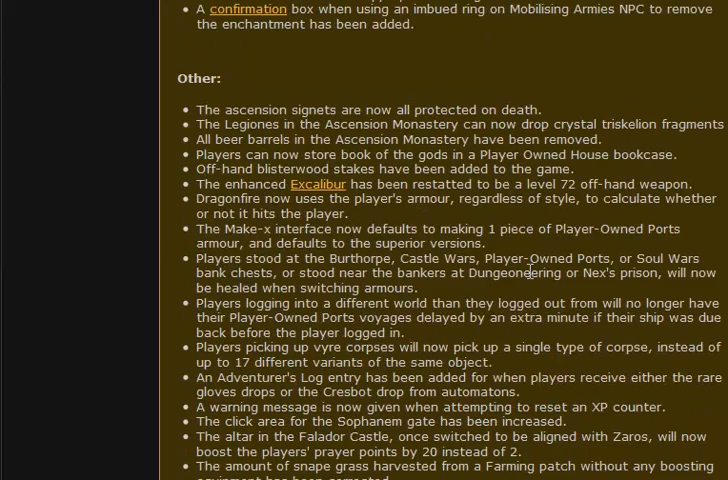 A confirmation box when using an imbued ring on Mobilising Armies NPC to remove
the enchantment has been added.
Other:
The ascension signets are now all protected on death.
The Legiones in the Ascension Monastery can now drop crystal triskelion fragments
All beer barrels in the Ascension Monastery have been removed.
Players can now store book of the gods in a Player Owned House bookcase.
Off-hand blisterwood stakes have been added to the game.
The enhanced Excalibur has been restatted to be a level 72 off-hand weapon.
Dragonfire now uses the player's armour, regardless of style, to calculate whether
or not it hits the player.
The Make-x interface now defaults to making 1 piece of Player-Owned Ports
armour, and defaults to the superior versions.
Players stood at the Burthorpe, Castle Wars, Player-Owned Ports, or Soul Wars
bank chests, or stood near the bankers at Dungeoneering or Nex's prison, will now
be healed when switching armours.
Players logging into a different world than they logged out from will no longer have
their Player-Owned Ports voyages delayed by an extra minute if their ship was due
back before the player logged in.
Players picking up vyre corpses will now pick up a single type of corpse, instead of
up to 17 different variants of the same object.
An Adventurer's Log entry has been added for when players receive either the rare
gloves drops or the Cresbot drop from automatons.
A warning message is now given when attempting to reset an XP counter.
The click area for the Sophanem gate has been increased.
The altar in the Falador Castle, once switched to be aligned with Zaros, will now
boost the players' prayer points by 20 instead of 2.
The amount of snape grass harvested from a Farming patch without any boosting
equipment has been corrected.